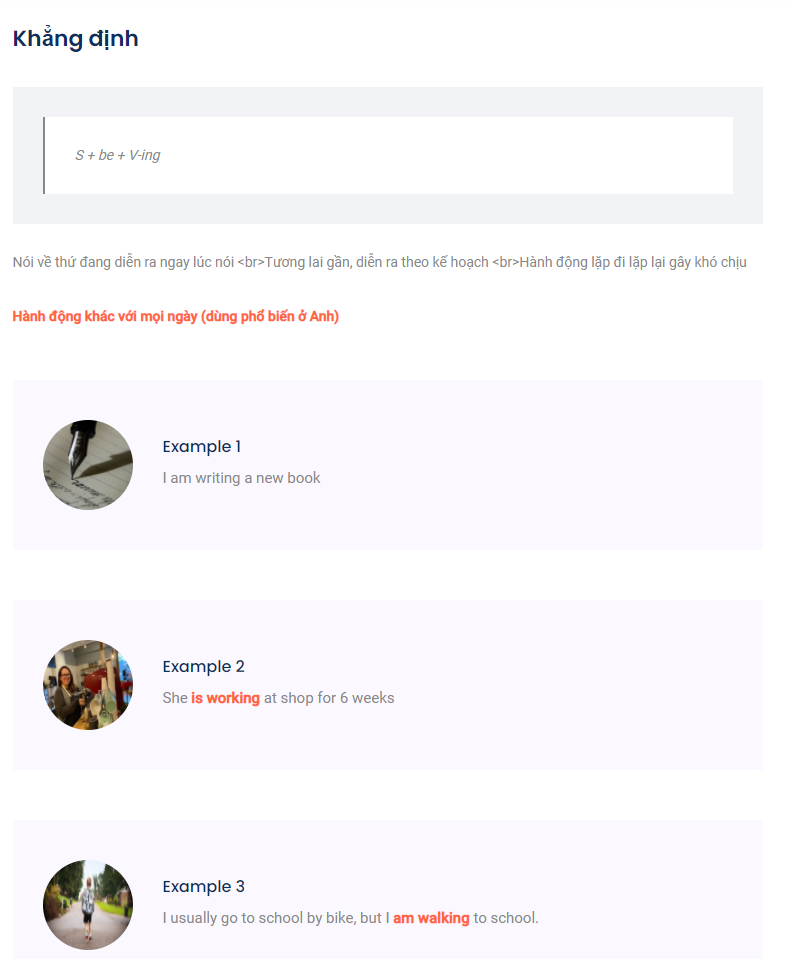 Khẳng định
S + be + V-ing
Nói về thứ đang diễn ra ngay lúc nói <br>Tương lai gần, diễn ra theo kế hoạch <br>Hành động lặp đi lặp lại gây khó chịu
Hành động khác với mọi ngày (dùng phổ biến ở Anh)
Example 1
I am writing a new book
Example 2
She is working at shop for 6 weeks
Example 3
I usually go to school by bike, but I am walking to school.